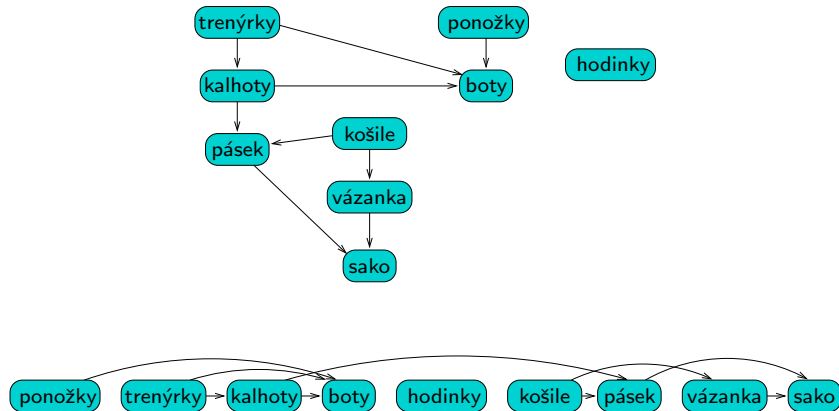 trenýrky
ponožky
hodinky
kalhoty
boty
košile
pásek
vázanka
sako
ponožky trenýrky kalhoty boty hodinky košile pásek vázanka sako